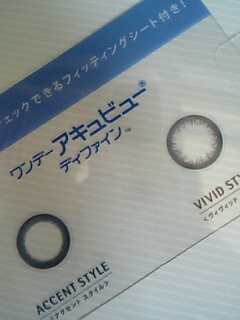 ェックできるフィッティングシート付き!
ワンデー アキュビュー®
ディファイン™
VIVID STY
<ヴィヴィット
ACCENT STYLE
<アクセント スタイル>